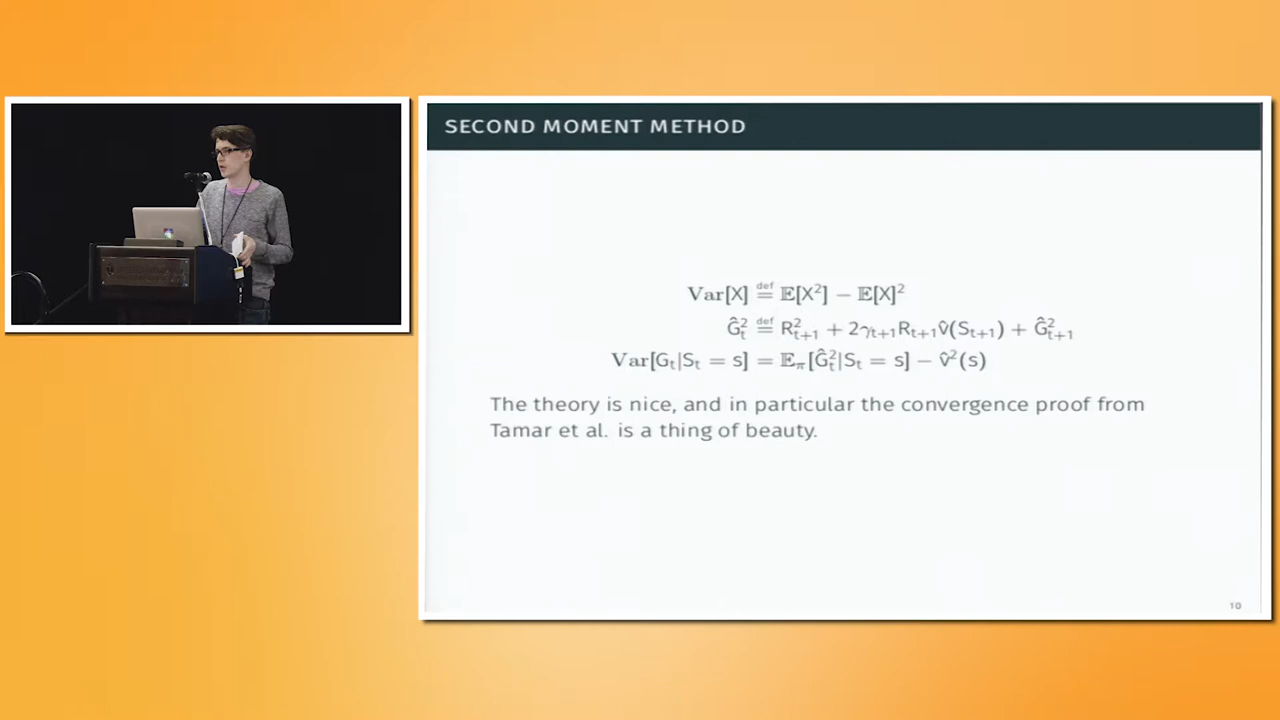 SECOND MOMENT METHOD
Var[X] ≝ 𝔼[X²] − 𝔼[X]²
Ĝ²ₜ ≝ R²ₜ₊₁ + 2γₜ₊₁Rₜ₊₁v̂(Sₜ₊₁) + Ĝ²ₜ₊₁
Var[Gₜ|Sₜ = s] = 𝔼π[Ĝ²ₜ|Sₜ = s] − v̂²(s)
The theory is nice, and in particular the convergence proof from
Tamar et al. is a thing of beauty.
10